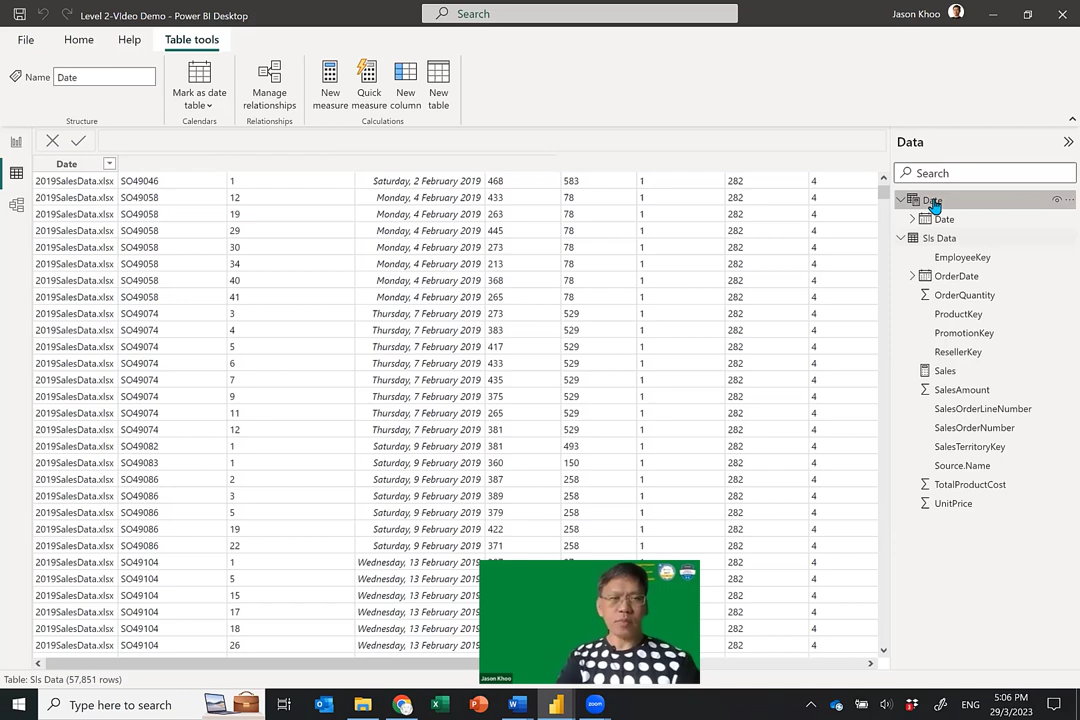 Level 2-Video Demo - Power BI Desktop
Search
Jason Khoo
File Home Help Table tools
Name Date
Mark as date table
Manage relationships
New measure
Quick measure
New column
New table
Structure Calendars Relationships Calculations
Date
2019SalesData.xlsx SO49046 1 Saturday, 2 February 2019 468 583 1 282 4
2019SalesData.xlsx SO49058 12 Monday, 4 February 2019 433 78 1 282 4
2019SalesData.xlsx SO49058 19 Monday, 4 February 2019 263 78 1 282 4
2019SalesData.xlsx SO49058 29 Monday, 4 February 2019 445 78 1 282 4
2019SalesData.xlsx SO49058 30 Monday, 4 February 2019 273 78 1 282 4
2019SalesData.xlsx SO49058 34 Monday, 4 February 2019 213 78 1 282 4
2019SalesData.xlsx SO49058 40 Monday, 4 February 2019 368 78 1 282 4
2019SalesData.xlsx SO49058 41 Monday, 4 February 2019 265 78 1 282 4
2019SalesData.xlsx SO49074 3 Thursday, 7 February 2019 273 529 1 282 4
2019SalesData.xlsx SO49074 4 Thursday, 7 February 2019 383 529 1 282 4
2019SalesData.xlsx SO49074 5 Thursday, 7 February 2019 417 529 1 282 4
2019SalesData.xlsx SO49074 6 Thursday, 7 February 2019 433 529 1 282 4
2019SalesData.xlsx SO49074 7 Thursday, 7 February 2019 435 529 1 282 4
2019SalesData.xlsx SO49074 9 Thursday, 7 February 2019 375 529 1 282 4
2019SalesData.xlsx SO49074 11 Thursday, 7 February 2019 265 529 1 282 4
2019SalesData.xlsx SO49074 12 Thursday, 7 February 2019 381 529 1 282 4
2019SalesData.xlsx SO49082 1 Saturday, 9 February 2019 381 493 1 282 4
2019SalesData.xlsx SO49083 1 Saturday, 9 February 2019 360 150 1 282 4
2019SalesData.xlsx SO49086 2 Saturday, 9 February 2019 387 258 1 282 4
2019SalesData.xlsx SO49086 3 Saturday, 9 February 2019 389 258 1 282 4
2019SalesData.xlsx SO49086 5 Saturday, 9 February 2019 379 258 1 282 4
2019SalesData.xlsx SO49086 19 Saturday, 9 February 2019 422 258 1 282 4
2019SalesData.xlsx SO49086 22 Saturday, 9 February 2019 371 258 1 282 4
2019SalesData.xlsx SO49104 1 Wednesday, 13 February 2019 282 4
2019SalesData.xlsx SO49104 5 Wednesday, 13 February 2019 282 4
2019SalesData.xlsx SO49104 15 Wednesday, 13 February 2019 282 4
2019SalesData.xlsx SO49104 17 Wednesday, 13 February 2019 282 4
2019SalesData.xlsx SO49104 18 Wednesday, 13 February 2019 282 4
2019SalesData.xlsx SO49104 26 Wednesday, 13 February 2019 282 4
Data
Search
Date
Date
Sls Data
EmployeeKey
OrderDate
OrderQuantity
ProductKey
PromotionKey
ResellerKey
Sales
SalesAmount
SalesOrderLineNumber
SalesOrderNumber
SalesTerritoryKey
Source.Name
TotalProductCost
UnitPrice
Jason Khoo
Table: Sls Data (57,851 rows)
Type here to search
zoom
ENG
5:06 PM
29/3/2023